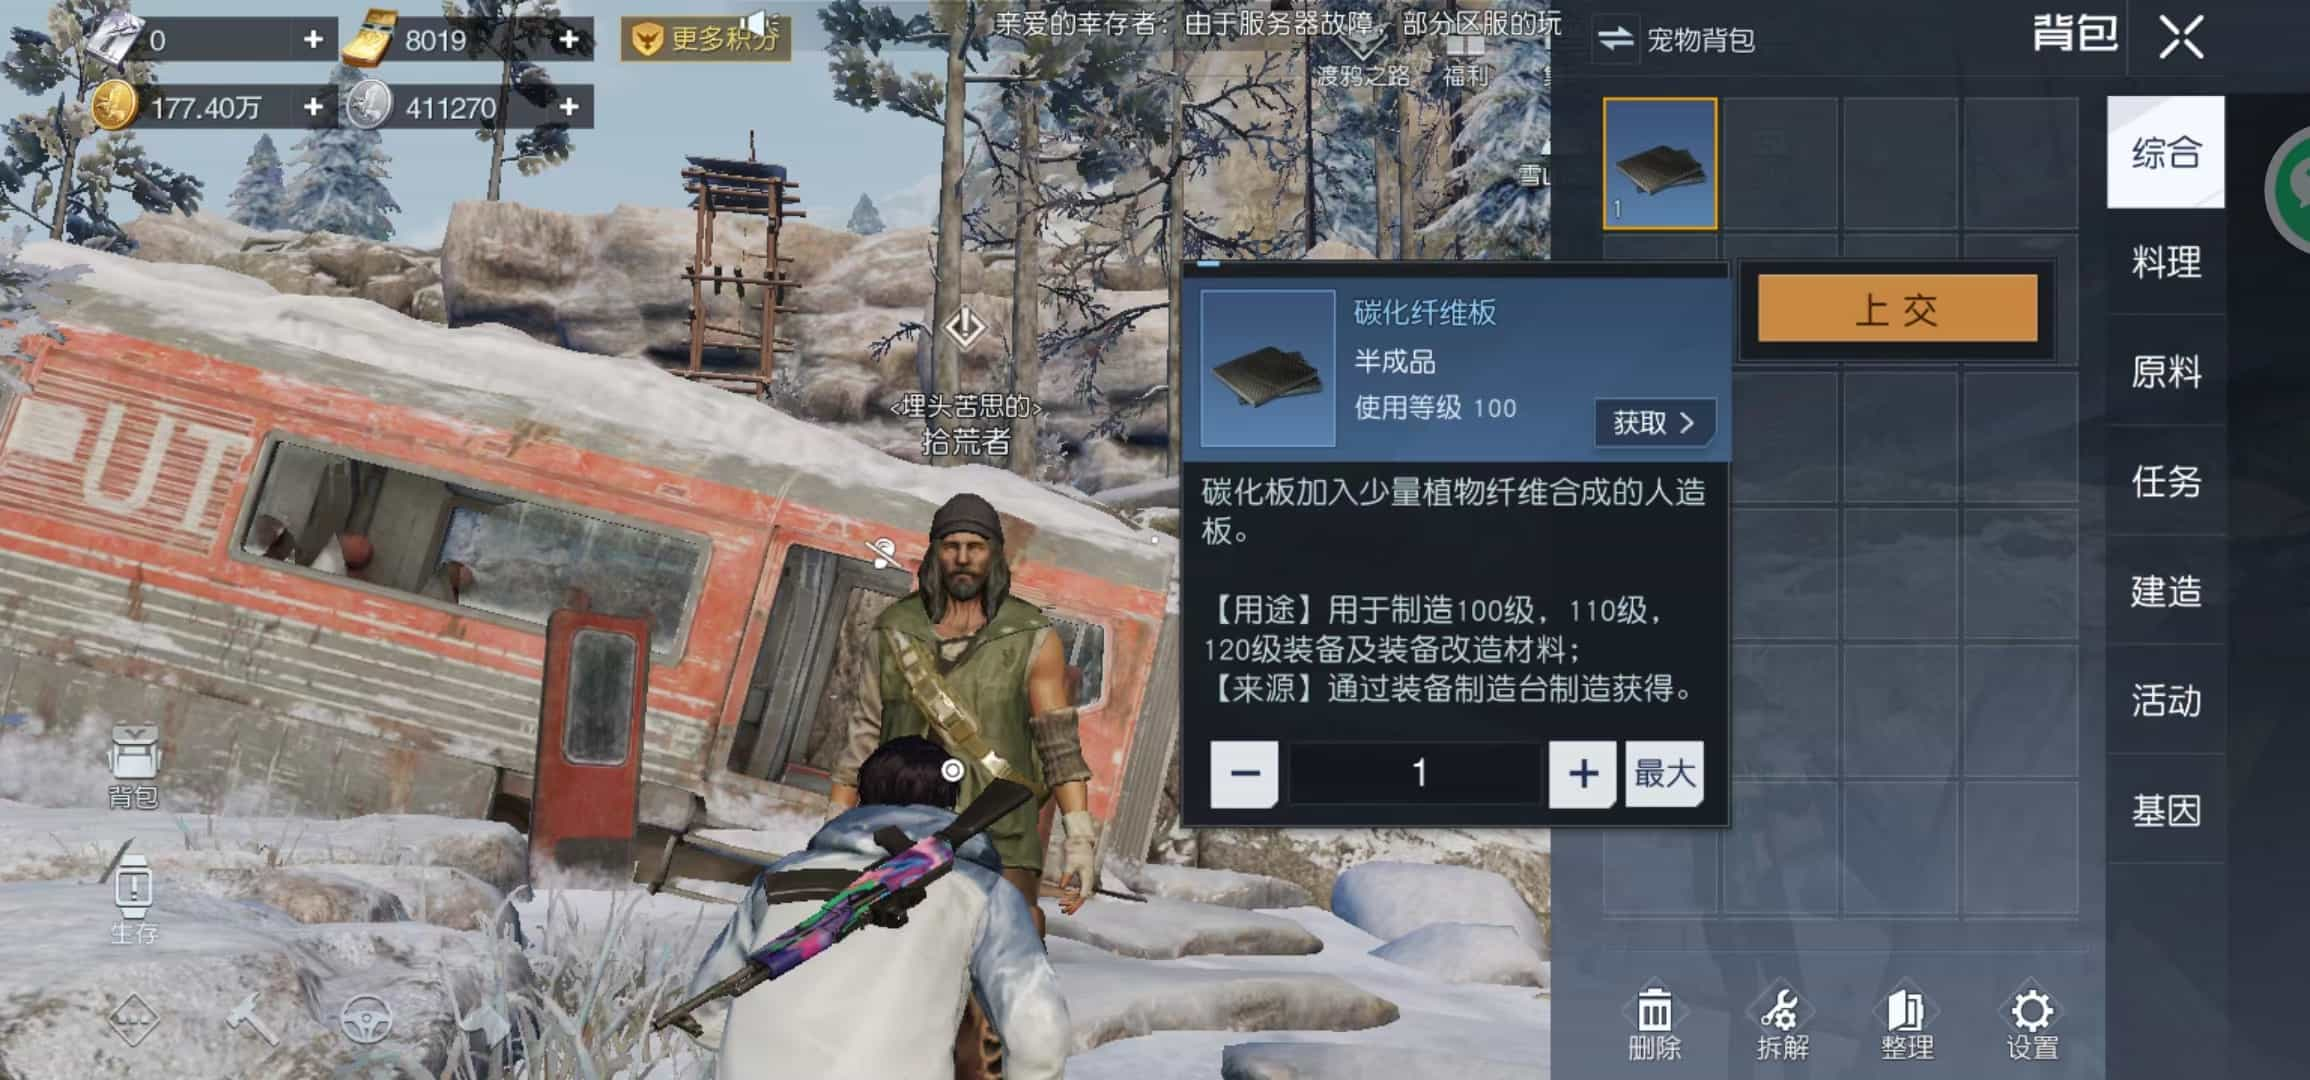 0
8019
更多积分
亲爱的幸存者：由于服务器故障，部分区服的玩
宠物背包
背包
177.40万
411270
渡鸦之路
福利
1
综合
料理
原料
任务
建造
活动
基因
上交
碳化纤维板
半成品
使用等级 100
获取 >
碳化板加入少量植物纤维合成的人造
板。
【用途】用于制造100级，110级，
120级装备及装备改造材料；
【来源】通过装备制造台制造获得。
1
最大
<埋头苦思的>
拾荒者
UT
背包
生存
删除
拆解
整理
设置